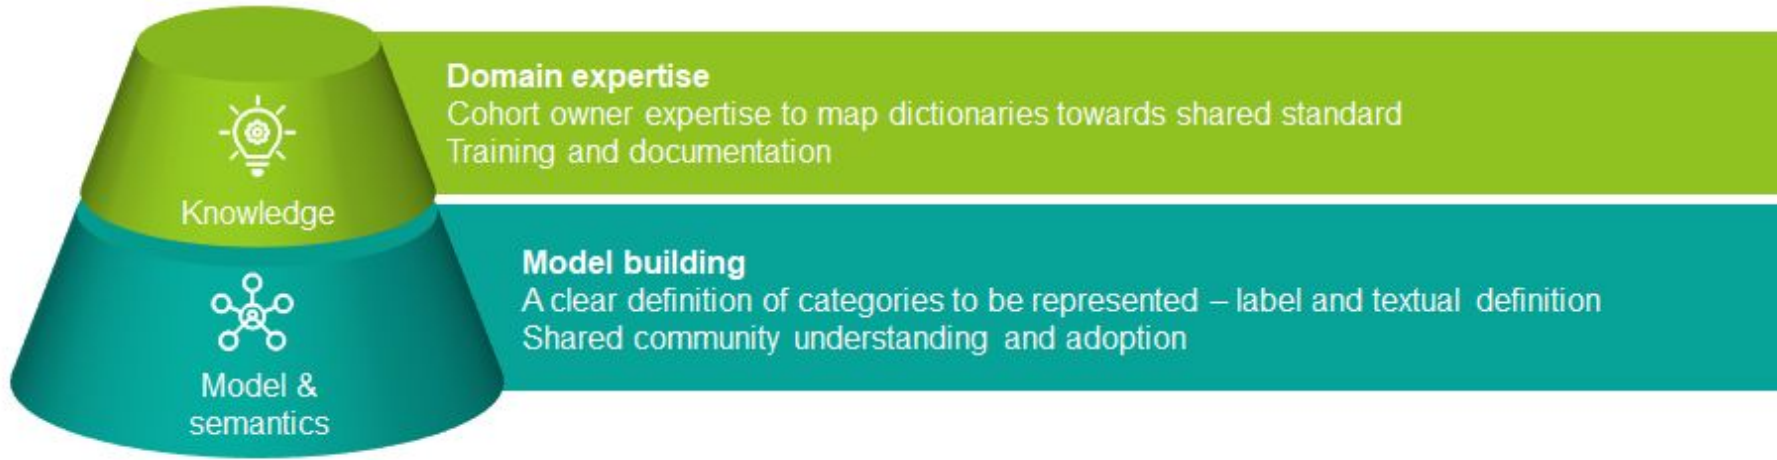 Knowledge
Domain expertise
Cohort owner expertise to map dictionaries towards shared standard
Training and documentation
Model &
semantics
Model building
A clear definition of categories to be represented – label and textual definition
Shared community understanding and adoption